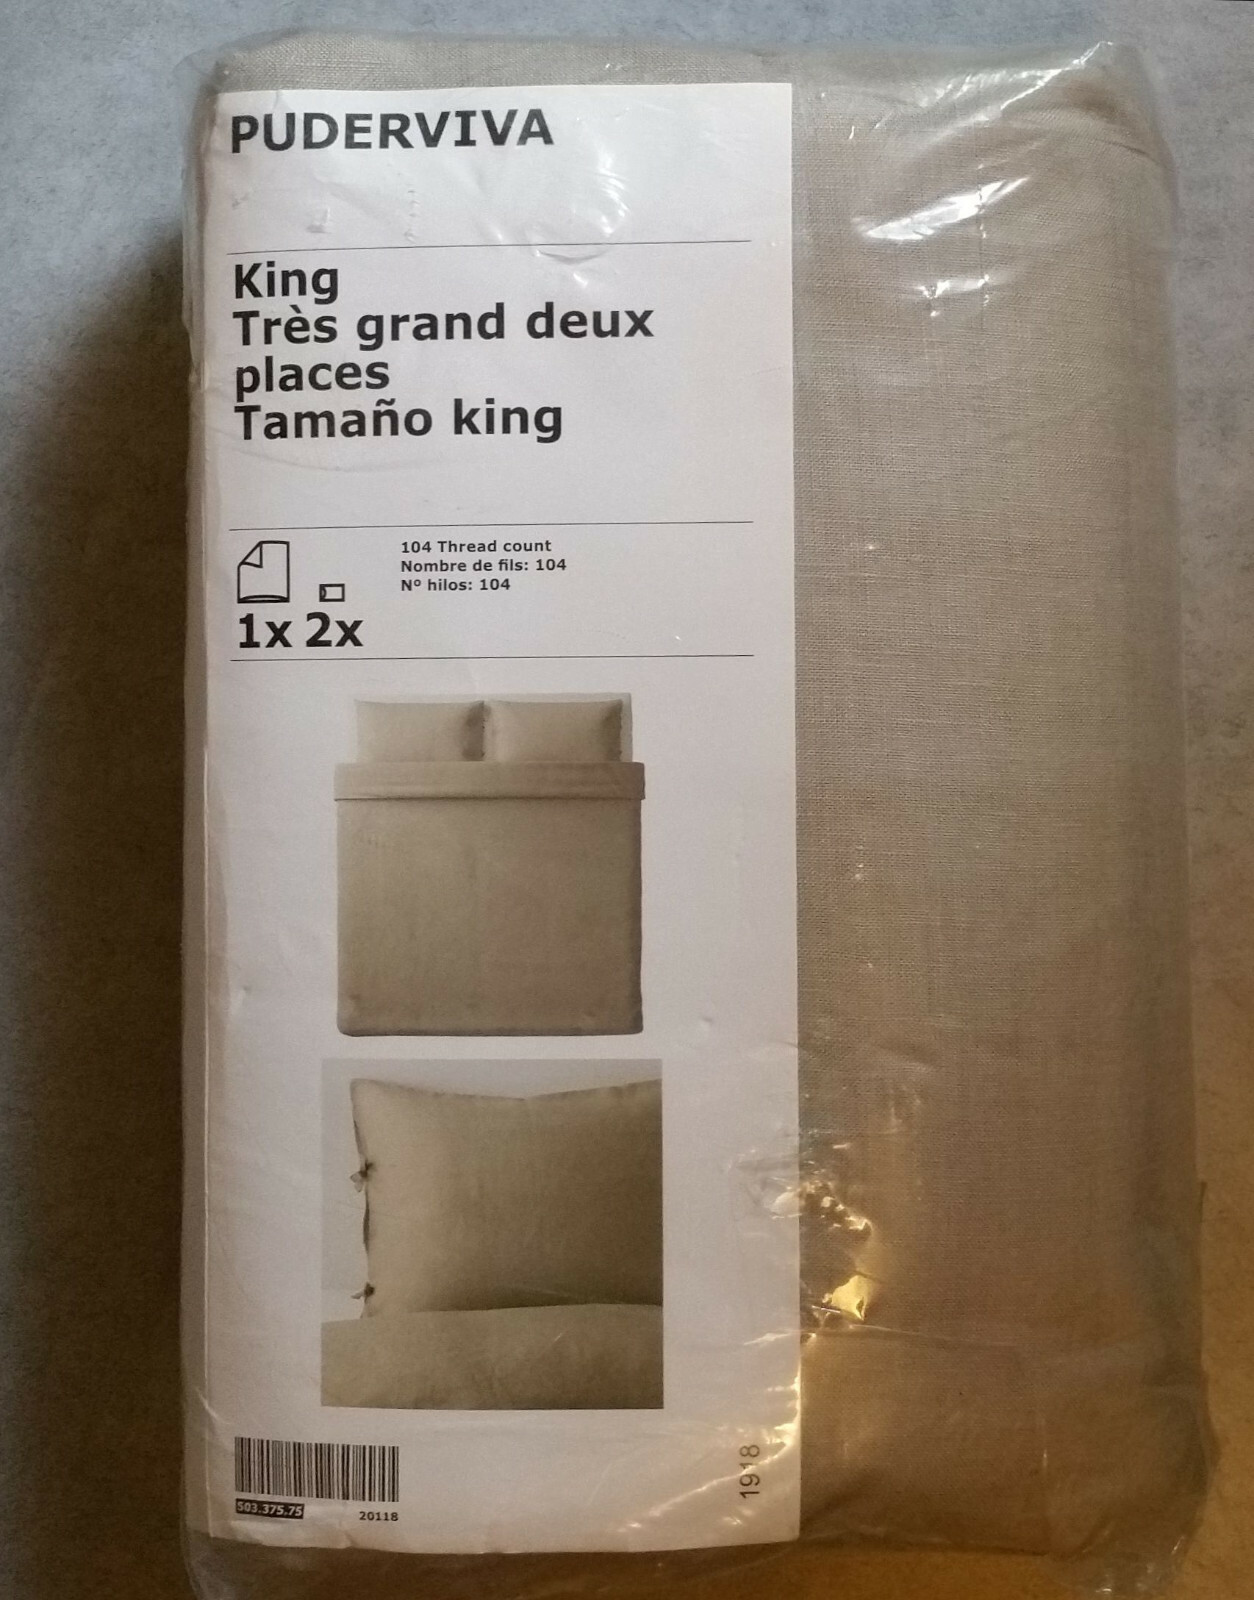 PUDERVIVA
King
Très grand deux
places
Tamaño king
104 Thread count
Nombre de fils: 104
Nº hilos: 104
1x 2x
503.375.75
20118
1918